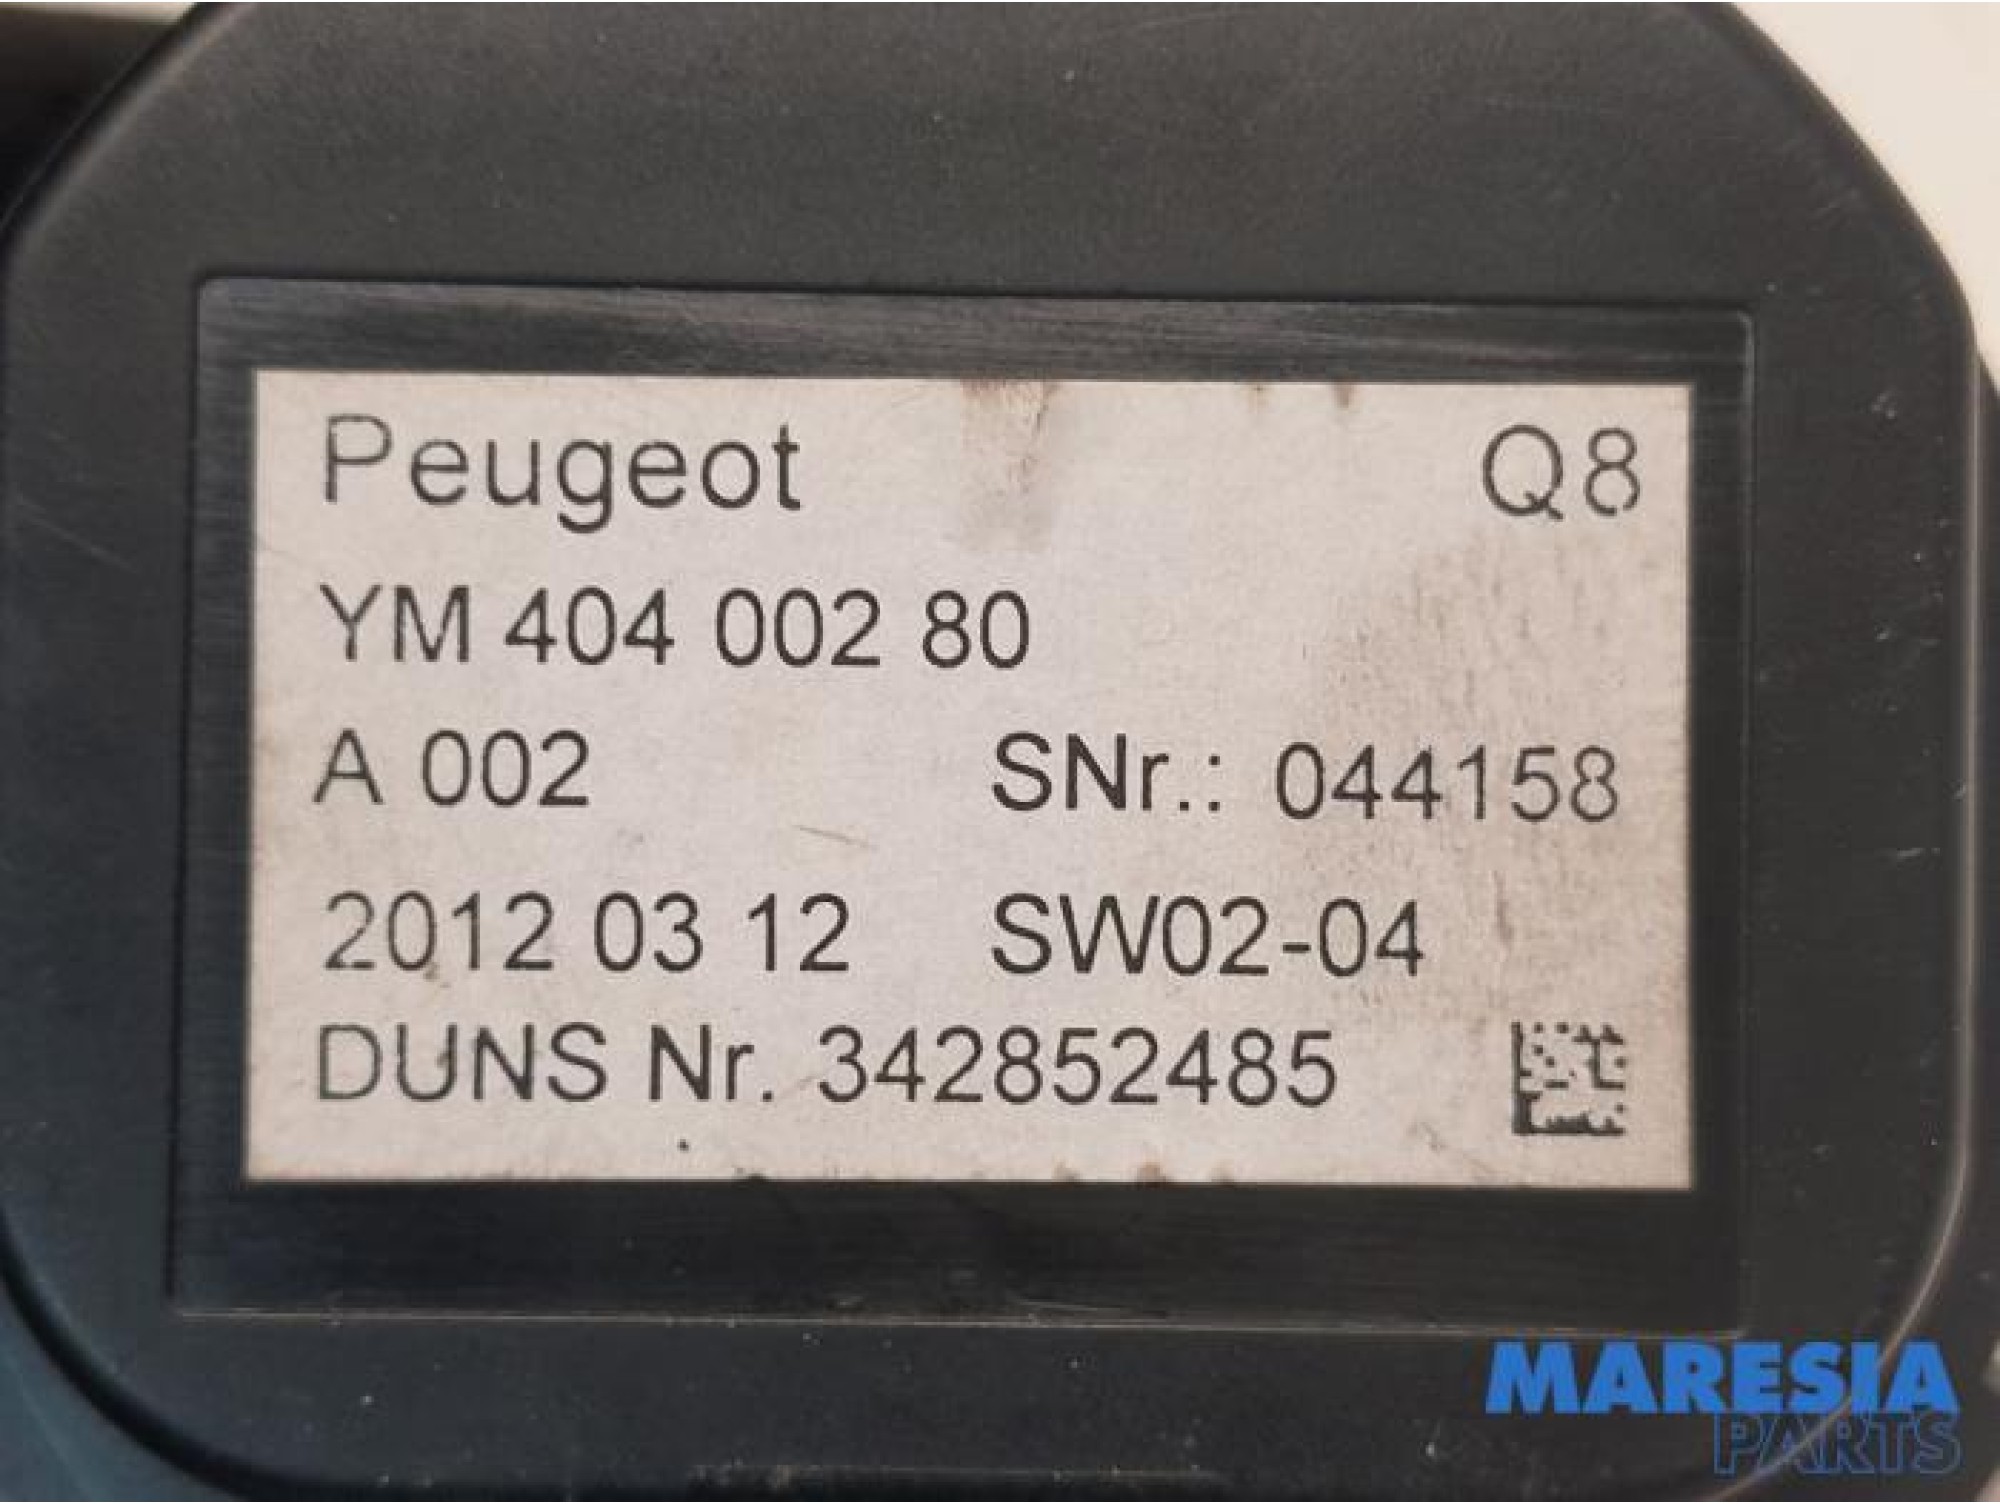 Peugeot Q8
YM 404 002 80
A 002 SNr.: 044158
2012 03 12 SW02-04
DUNS Nr. 342852485
MARESIA
PARTS